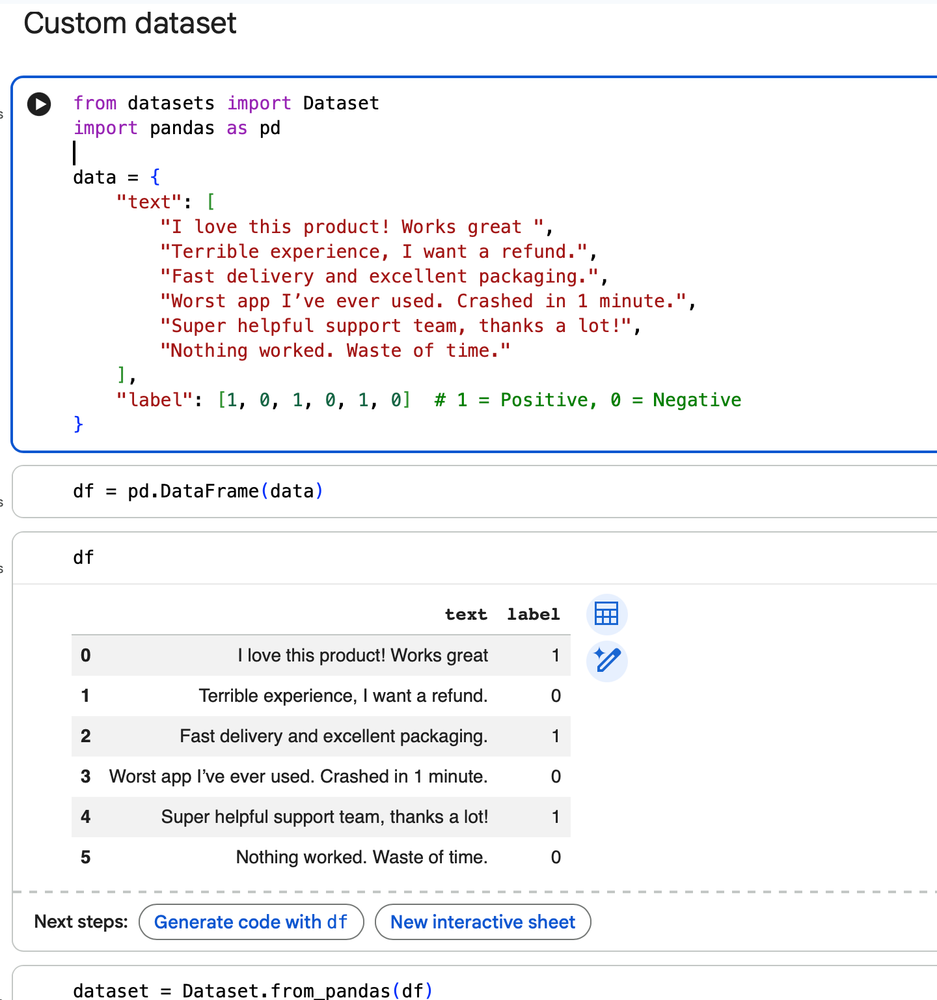 Custom dataset
from datasets import Dataset
import pandas as pd
data = {
    "text": [
        "I love this product! Works great ",
        "Terrible experience, I want a refund.",
        "Fast delivery and excellent packaging.",
        "Worst app I’ve ever used. Crashed in 1 minute.",
        "Super helpful support team, thanks a lot!",
        "Nothing worked. Waste of time."
    ],
    "label": [1, 0, 1, 0, 1, 0]  # 1 = Positive, 0 = Negative
}
df = pd.DataFrame(data)
df
text label
0 I love this product! Works great 1
1 Terrible experience, I want a refund. 0
2 Fast delivery and excellent packaging. 1
3 Worst app I’ve ever used. Crashed in 1 minute. 0
4 Super helpful support team, thanks a lot! 1
5 Nothing worked. Waste of time. 0
Next steps: Generate code with df New interactive sheet
dataset = Dataset.from_pandas(df)